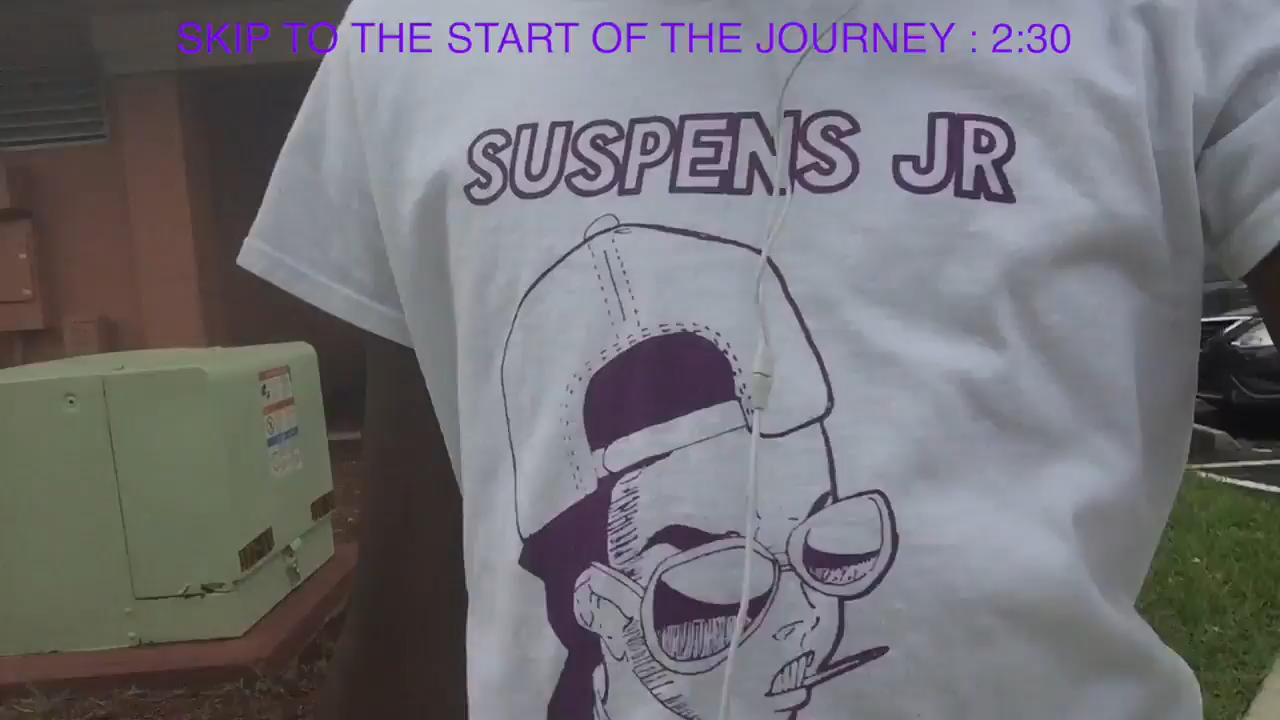 SKIP TO THE START OF THE JOURNEY : 2:30
SUSPENS JR